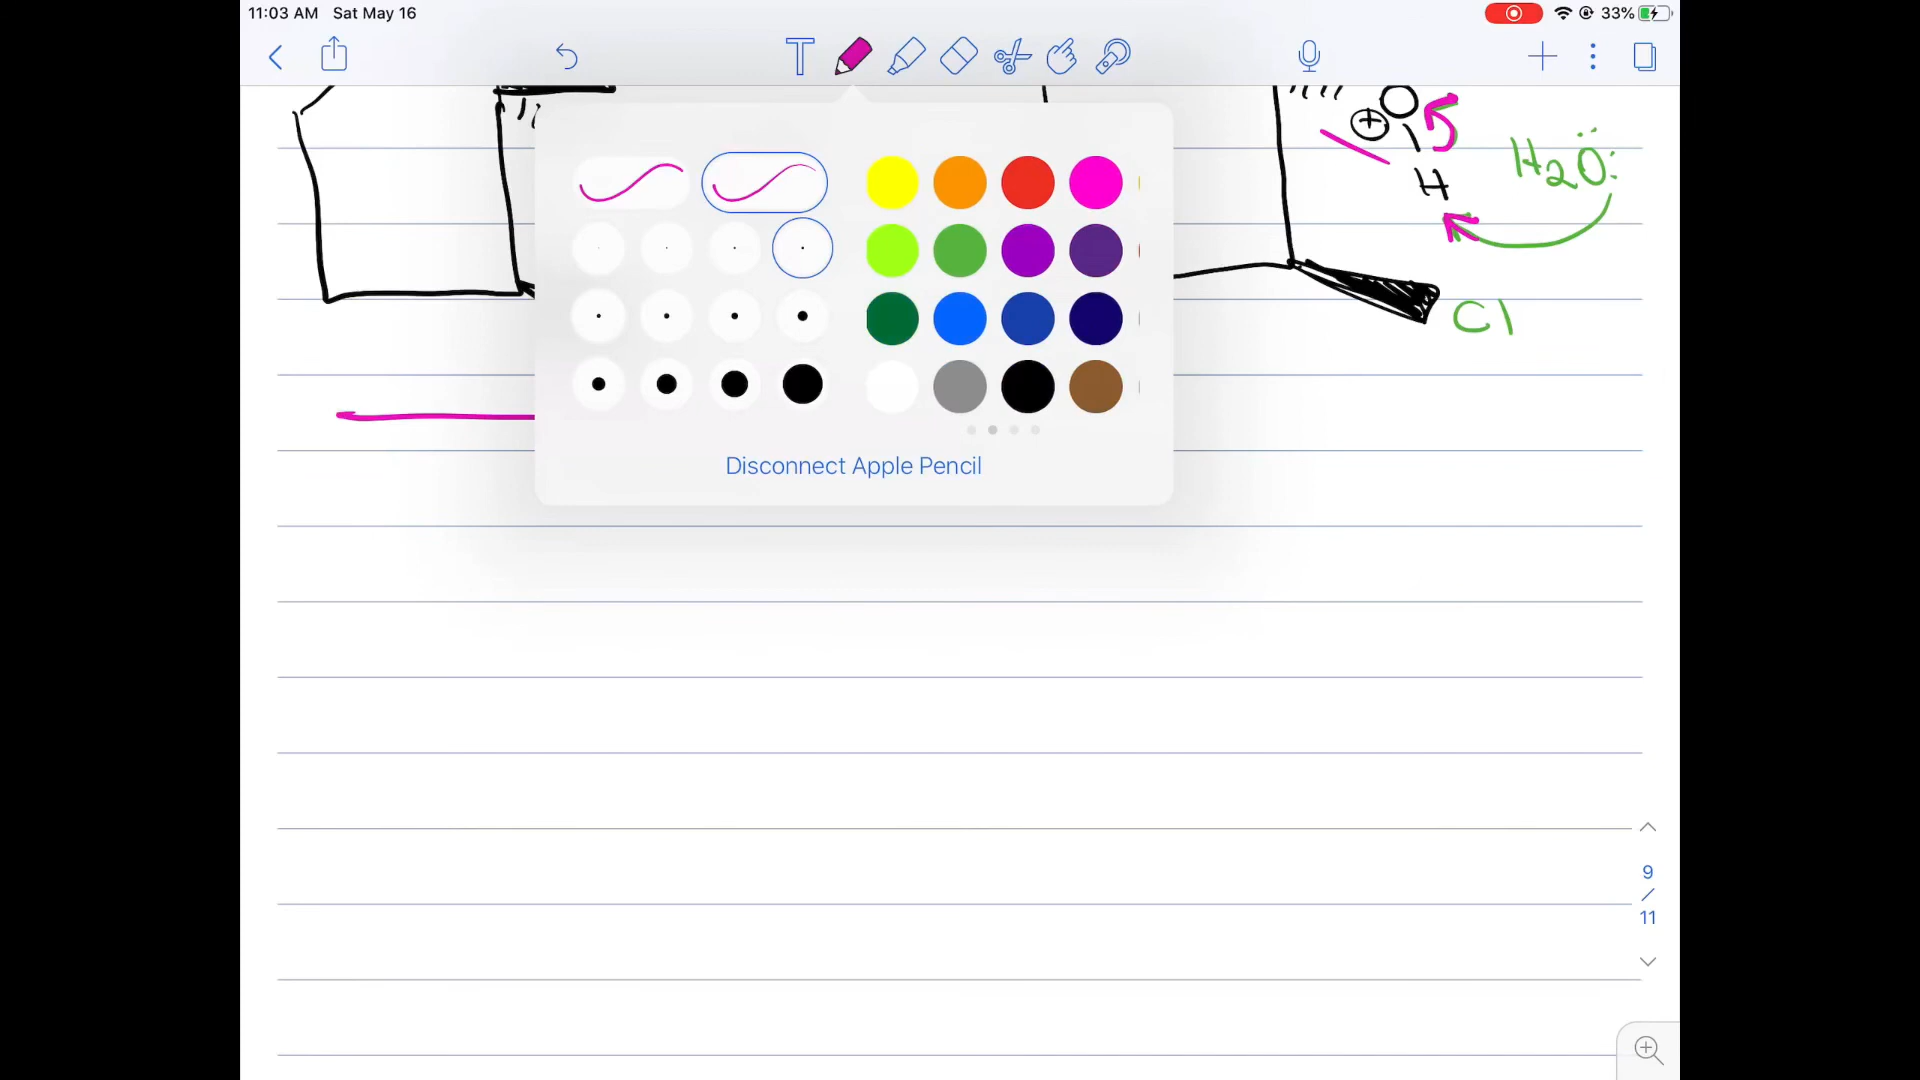 11:03 AM Sat May 16
33%
T
+
H
H2O:
Cl
Disconnect Apple Pencil
9
/
11